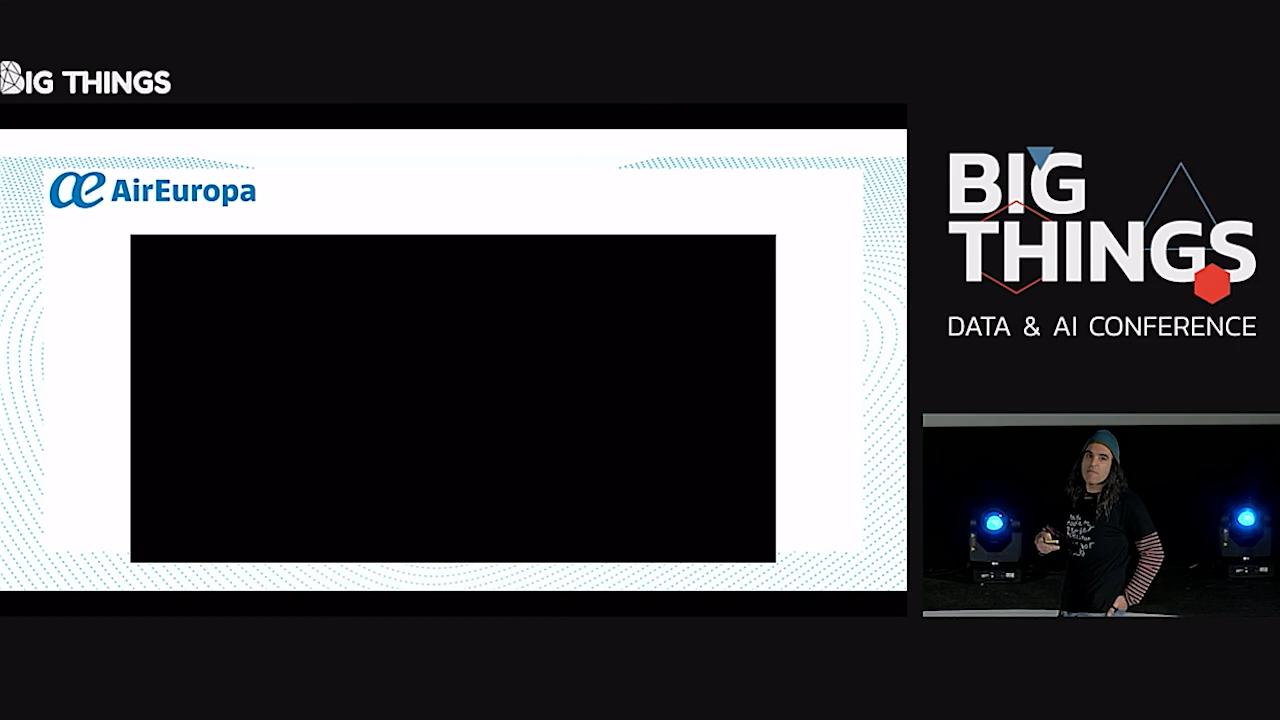 BIG THINGS
æ AirEuropa
BIG
THINGS
DATA & AI CONFERENCE